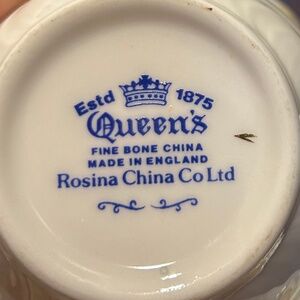 Estd 1875
Queen's
FINE BONE CHINA
MADE IN ENGLAND
Rosina China Co Ltd